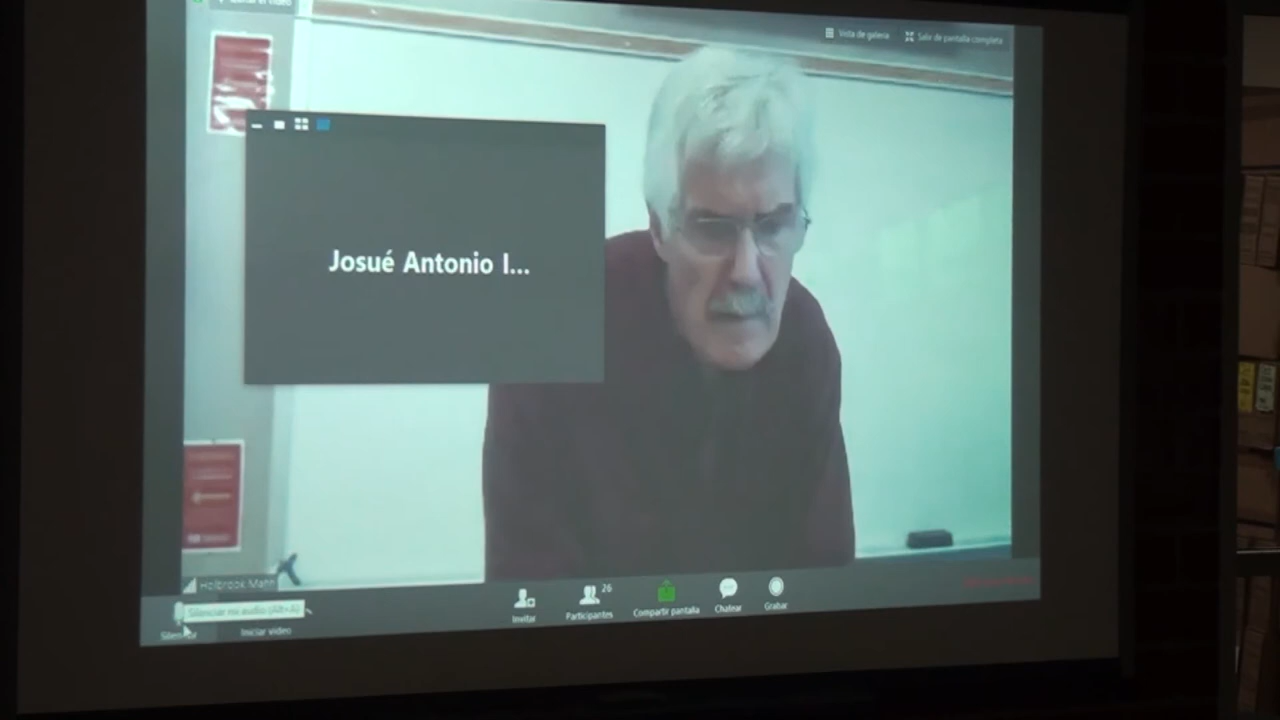 Vista de galería
Salir de pantalla completa
Josué Antonio I...
Holbrook Mahn
Silenciar mi audio (Alt+A)
Iniciar video
Invitar
26
Participantes
Compartir pantalla
Chatear
Grabar